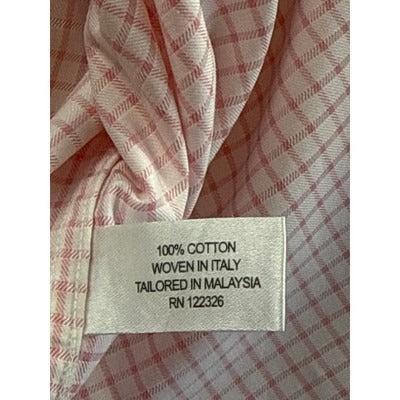 100% COTTON
WOVEN IN ITALY
TAILORED IN MALAYSIA
RN 122326